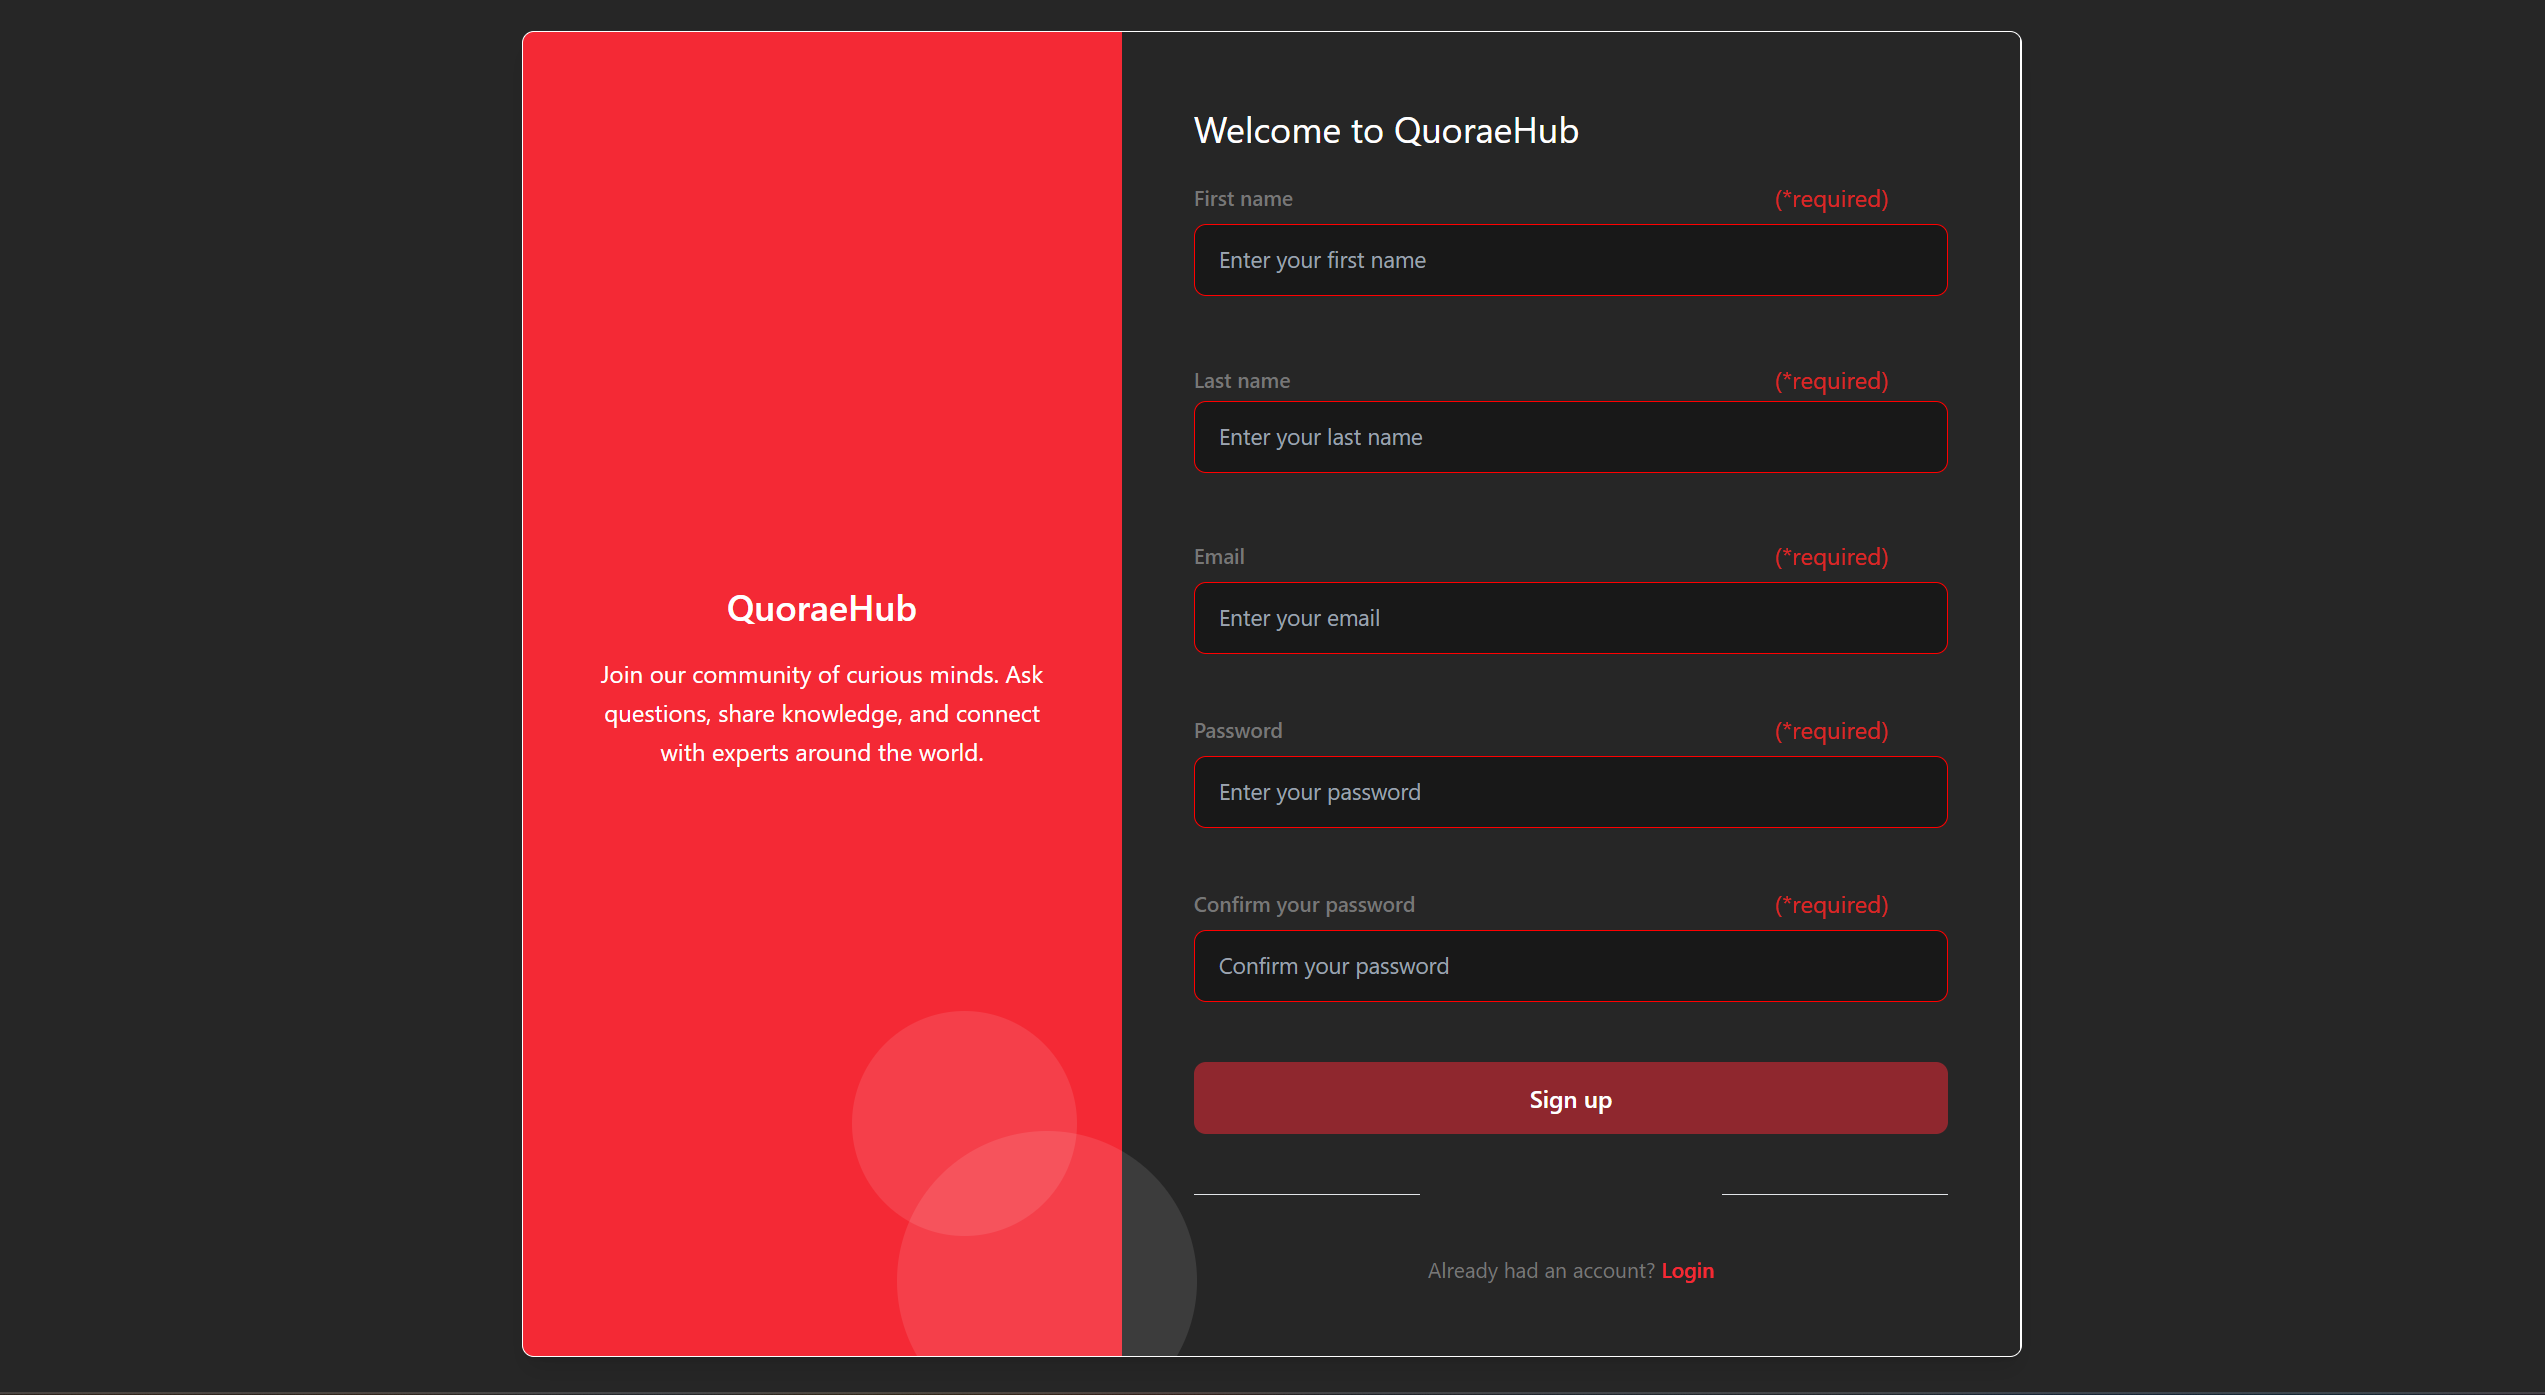 QuoraeHub
Join our community of curious minds. Ask
questions, share knowledge, and connect
with experts around the world.
Welcome to QuoraeHub
First name (*required)
Enter your first name
Last name (*required)
Enter your last name
Email (*required)
Enter your email
Password (*required)
Enter your password
Confirm your password (*required)
Confirm your password
Sign up
Already had an account? Login